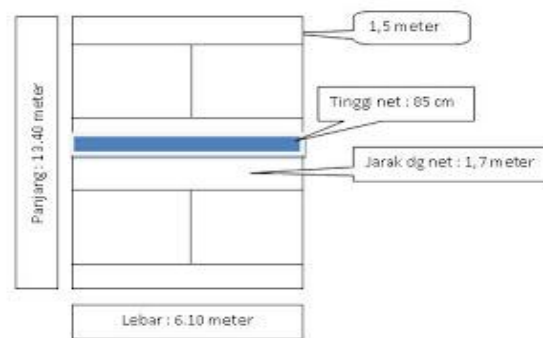 1,5 meter
Tinggi net : 85 cm
Panjang : 13.40 meter
Jarak dg net : 1,7 meter
Lebar : 6.10 meter